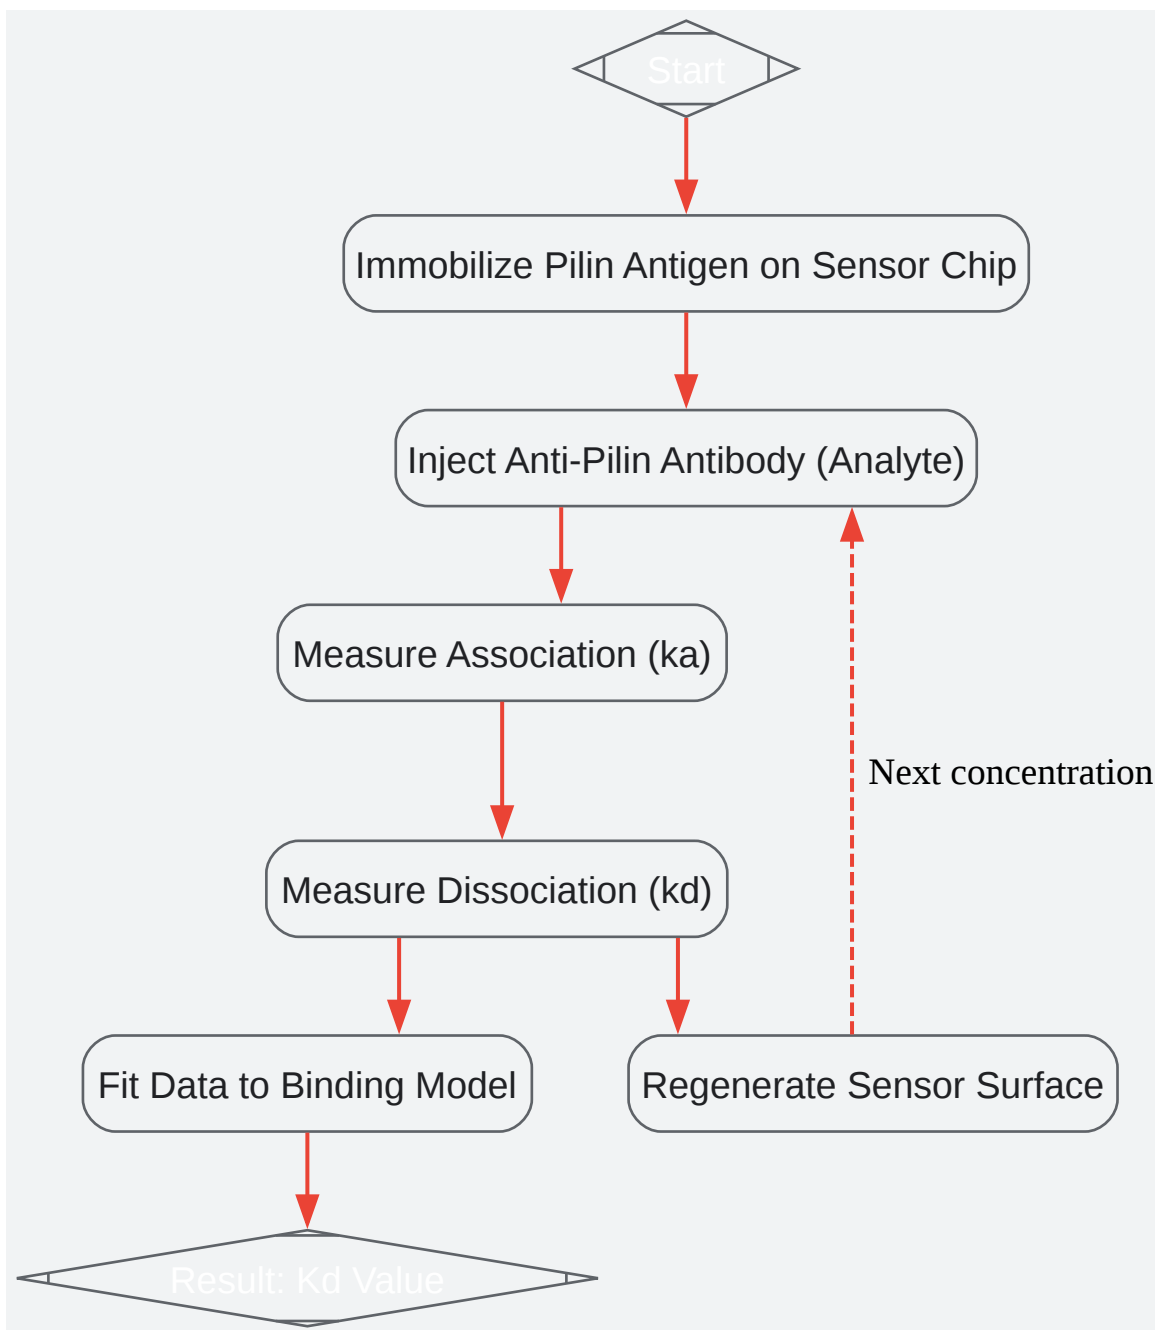 Start
Immobilize Pilin Antigen on Sensor Chip
Inject Anti-Pilin Antibody (Analyte)
Measure Association (ka)
Next concentration
Measure Dissociation (kd)
Fit Data to Binding Model
Regenerate Sensor Surface
Result: Kd Value